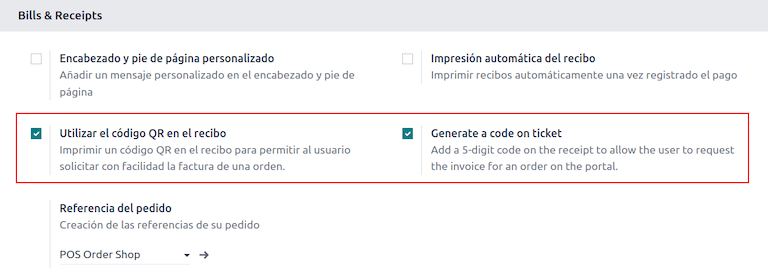 Bills & Receipts
Encabezado y pie de página personalizado
Añadir un mensaje personalizado en el encabezado y pie de
página
Impresión automática del recibo
Imprimir recibos automáticamente una vez registrado el pago
Utilizar el código QR en el recibo
Imprimir un código QR en el recibo para permitir al usuario
solicitar con facilidad la factura de una orden.
Generate a code on ticket
Add a 5-digit code on the receipt to allow the user to request
the invoice for an order on the portal.
Referencia del pedido
Creación de las referencias de su pedido
POS Order Shop